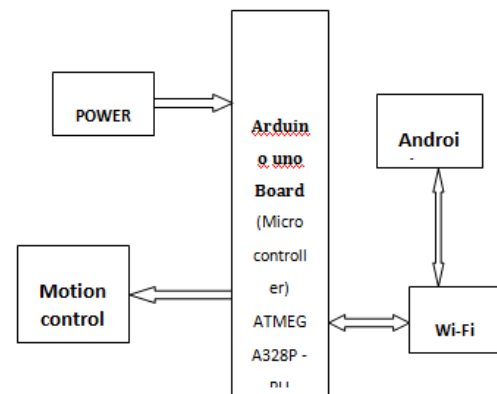 POWER
Arduin
o uno
Board
(Micro
controll
er)
ATMEG
A328P -
Androi
Motion
control
Wi-Fi